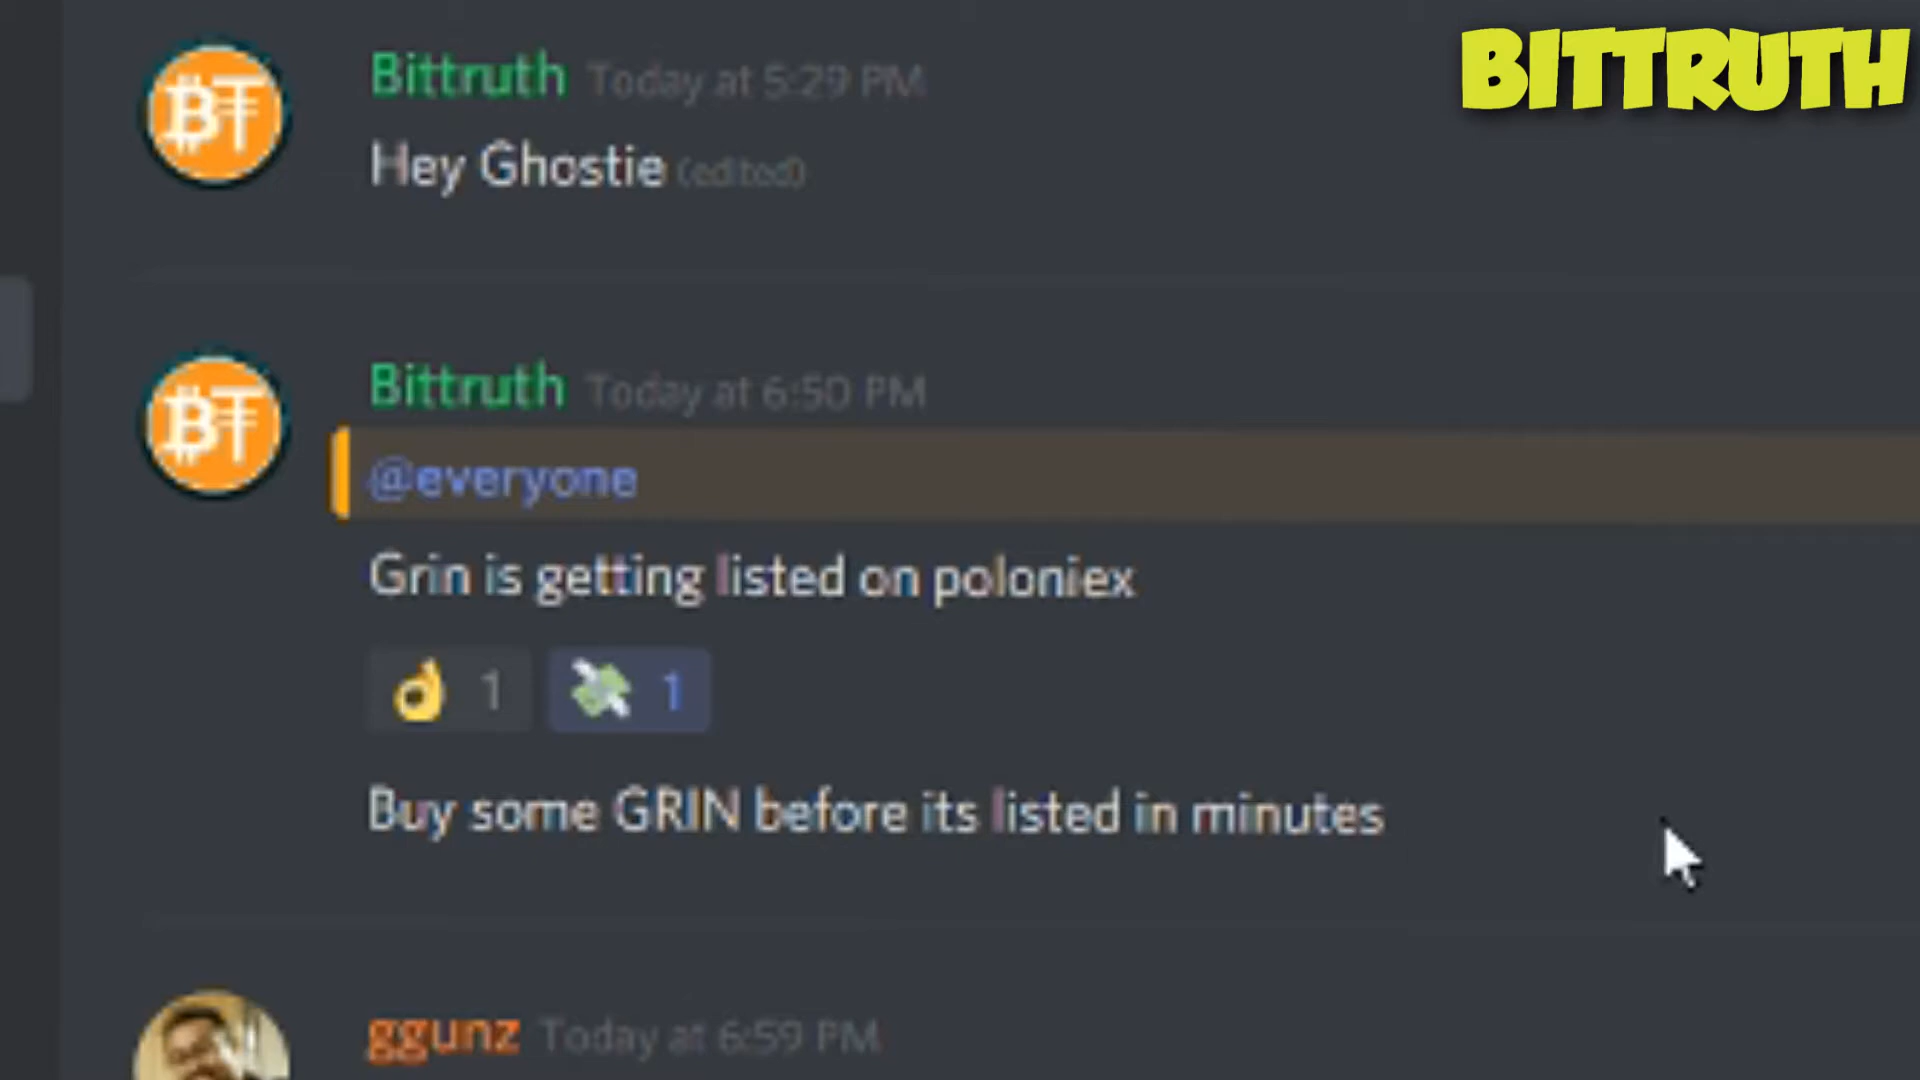 BITTRUTH
Bittruth Today at 5:29 PM
Hey Ghostie (edited)
Bittruth Today at 6:50 PM
@everyone
Grin is getting listed on poloniex
1 1
Buy some GRIN before its listed in minutes
ggunz Today at 6:59 PM